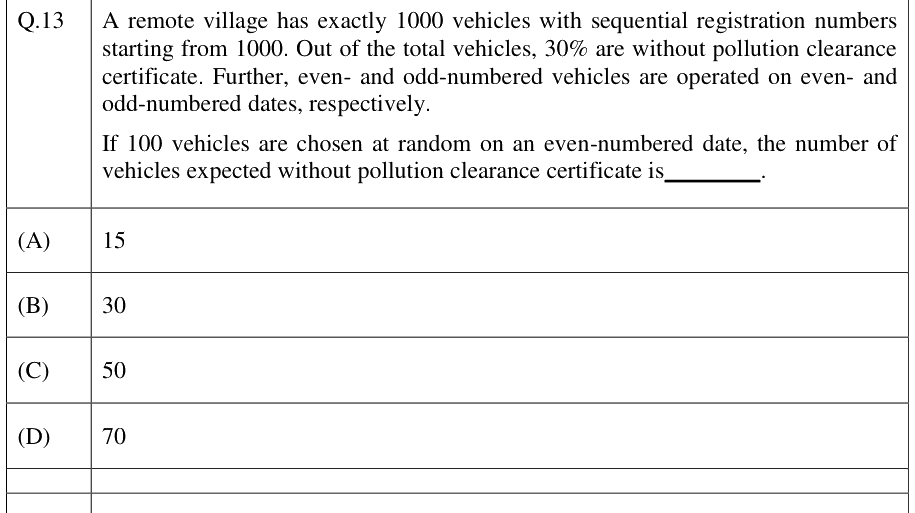 Q.13 A remote village has exactly 1000 vehicles with sequential registration numbers
starting from 1000. Out of the total vehicles, 30% are without pollution clearance
certificate. Further, even- and odd-numbered vehicles are operated on even- and
odd-numbered dates, respectively.
If 100 vehicles are chosen at random on an even-numbered date, the number of
vehicles expected without pollution clearance certificate is________.
(A) 15
(B) 30
(C) 50
(D) 70